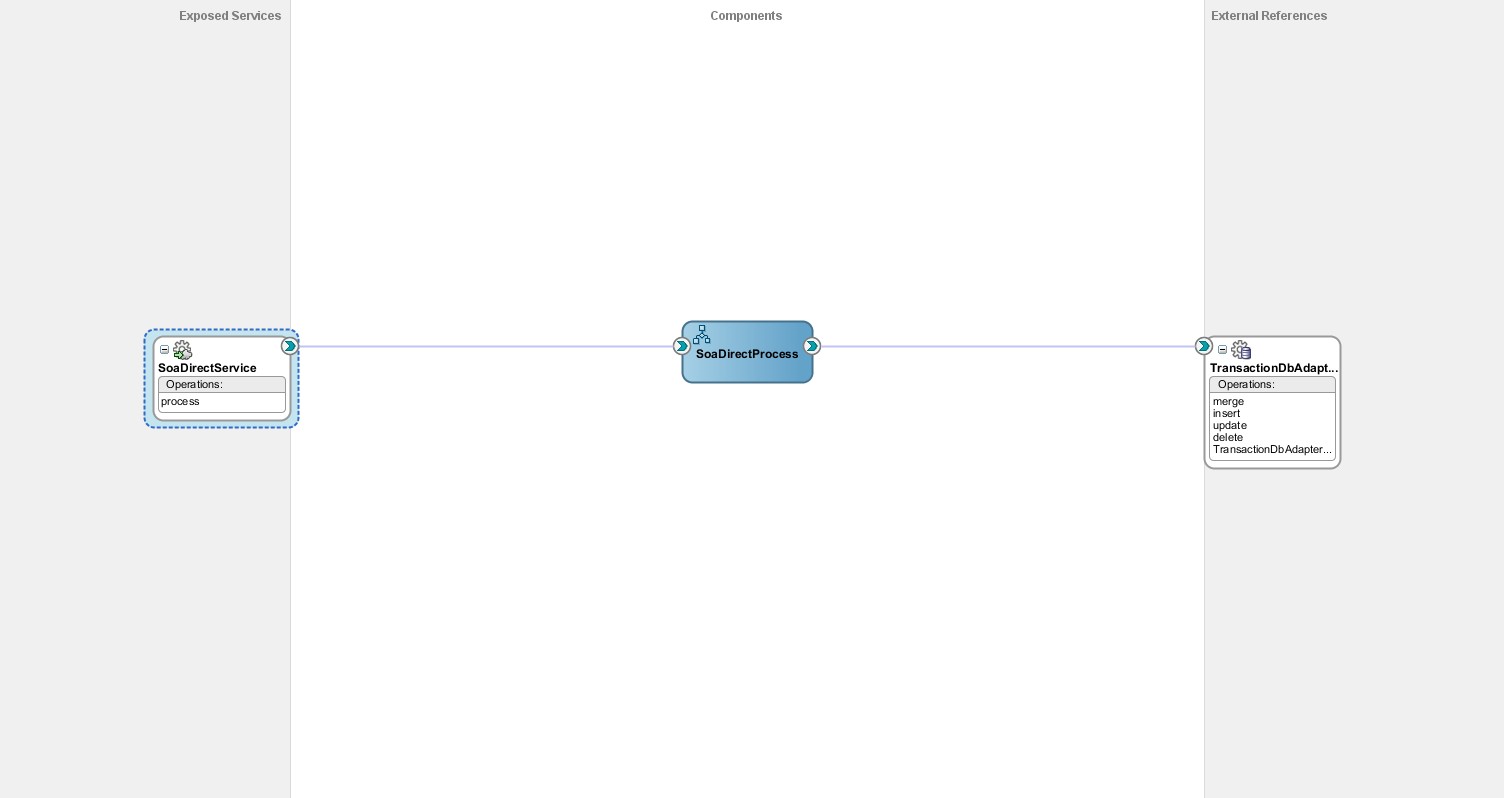 Exposed Services
Components
External References
SoaDirectService
Operations:
process
SoaDirectProcess
TransactionDbAdapt...
Operations:
merge
insert
update
delete
TransactionDbAdapter...